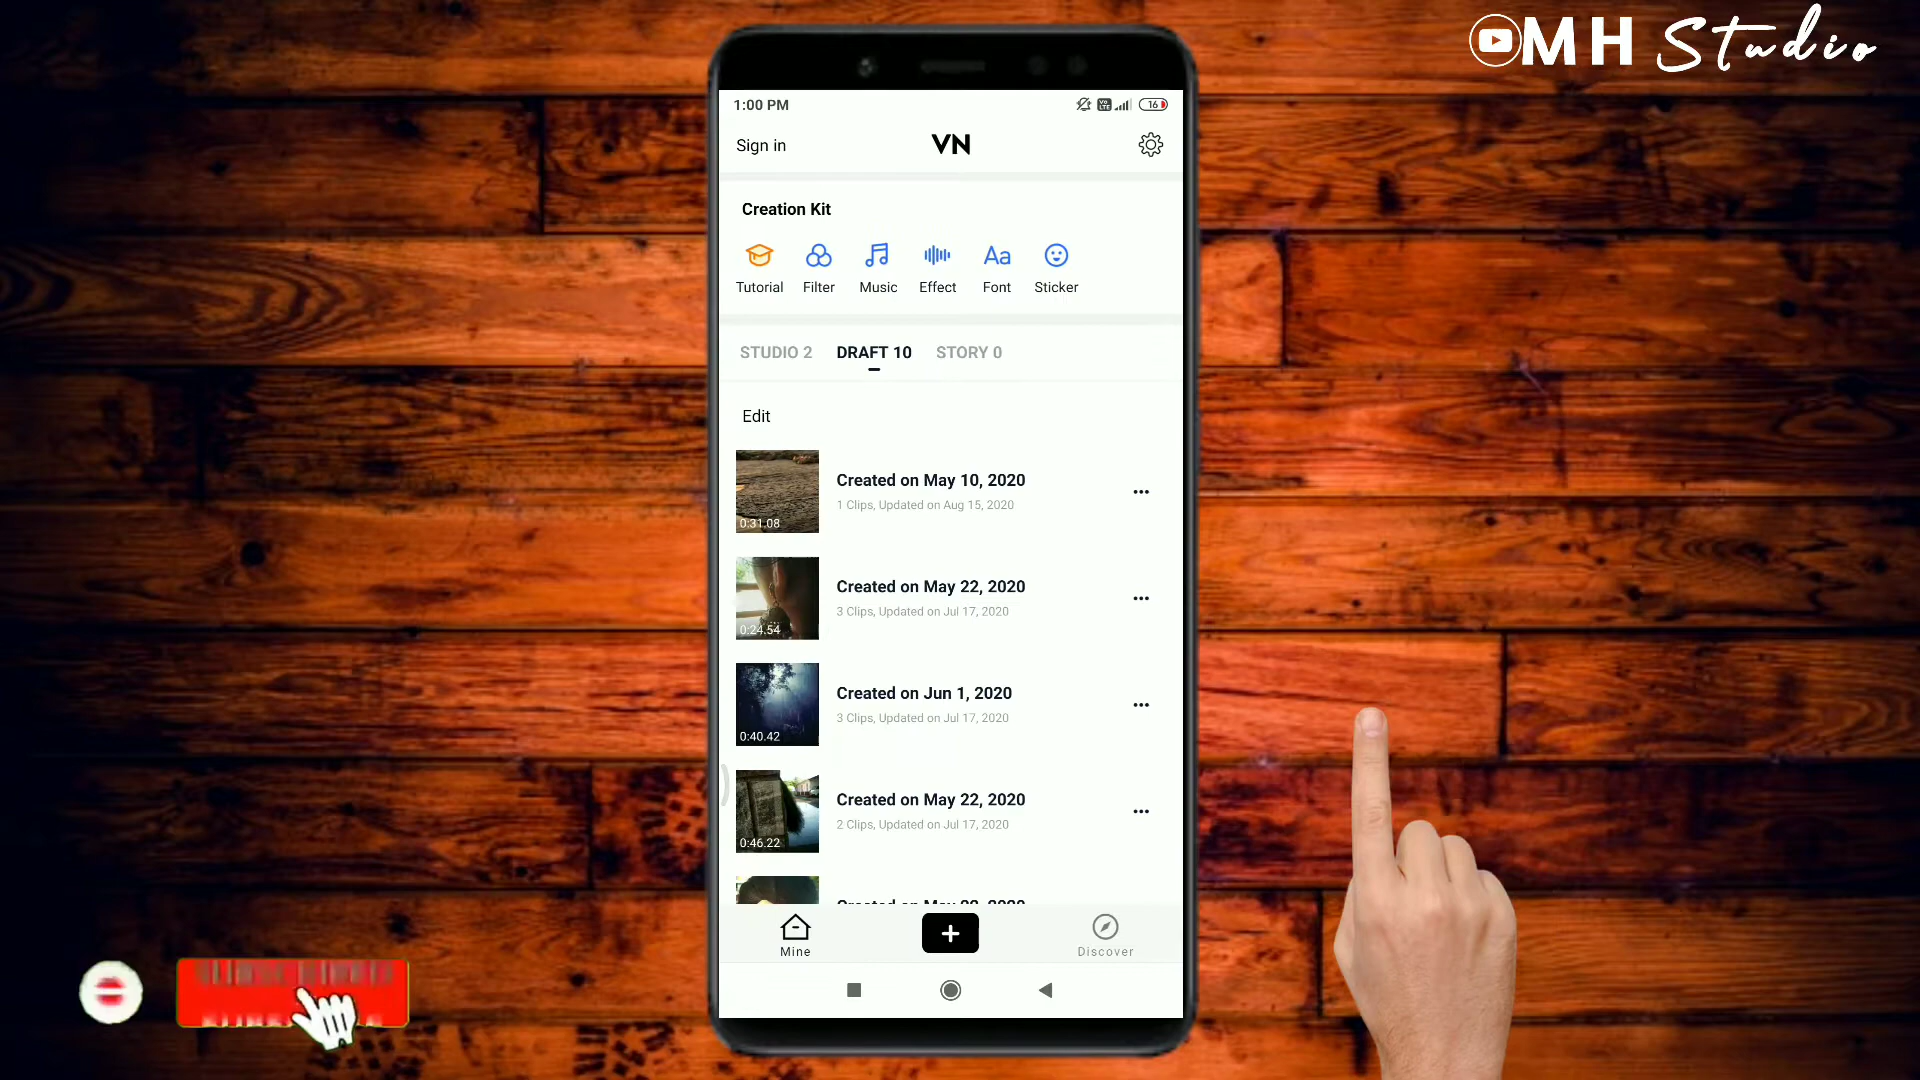 MH Studio
1:00 PM
Vo LTE
16
Sign in
VN
Creation Kit
Aa
Tutorial Filter Music Effect Font Sticker
STUDIO 2 DRAFT 10 STORY 0
Edit
Created on May 10, 2020
1 Clips, Updated on Aug 15, 2020
0:31.08
Created on May 22, 2020
3 Clips, Updated on Jul 17, 2020
0:24.54
Created on Jun 1, 2020
3 Clips, Updated on Jul 17, 2020
0:40.42
Created on May 22, 2020
2 Clips, Updated on Jul 17, 2020
0:46.22
Mine
Discover